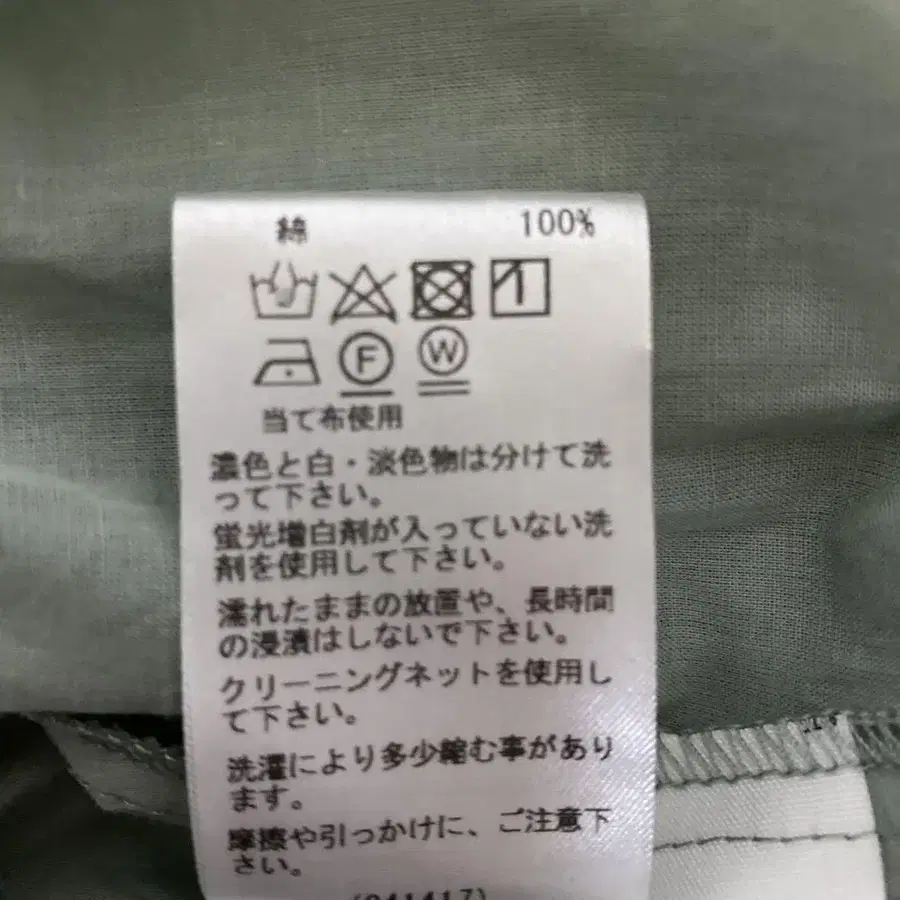 綿 100%
F W
当て布使用
濃色と白・淡色物は分けて洗
って下さい。
蛍光増白剤が入っていない洗
剤を使用して下さい。
濡れたままの放置や、長時間
の浸漬はしないで下さい。
クリーニングネットを使用し
て下さい。
洗濯により多少縮む事があり
ます。
摩擦や引っかけに、ご注意下
さい。